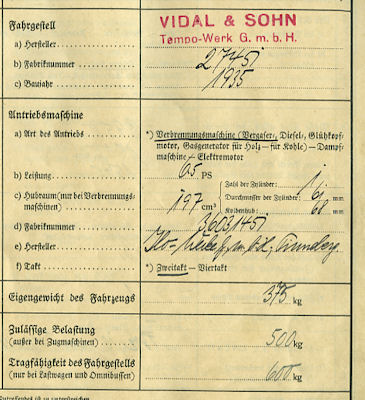 Fahrgestell
VIDAL & SOHN
a) Hersteller
Tempo-Werk G. m. b. H.
b) Fabriknummer
27451
c) Baujahr
1935
Antriebsmaschine
a) Art des Antriebs
*) Verbrennungsmaschine (Vergaser-, Diesel-, Glühkopf-
motor, Gasgenerator für Holz – für Kohle) – Dampf-
maschine – Elektromotor
b) Leistung
PS
c) Hubraum (nur bei Verbrennungs-
maschinen)
197 cm³
Zahl der Zylinder: 1
Durchmesser der Zylinder: mm
Kolbenhub: mm
d) Fabriknummer
e) Hersteller
f) Takt
*) Zweitakt – Viertakt
Eigengewicht des Fahrzeugs
375 kg
Zulässige Belastung
(außer bei Zugmaschinen)
500 kg
Tragfähigkeit des Fahrgestells
(nur bei Lastwagen und Omnibussen)
600 kg